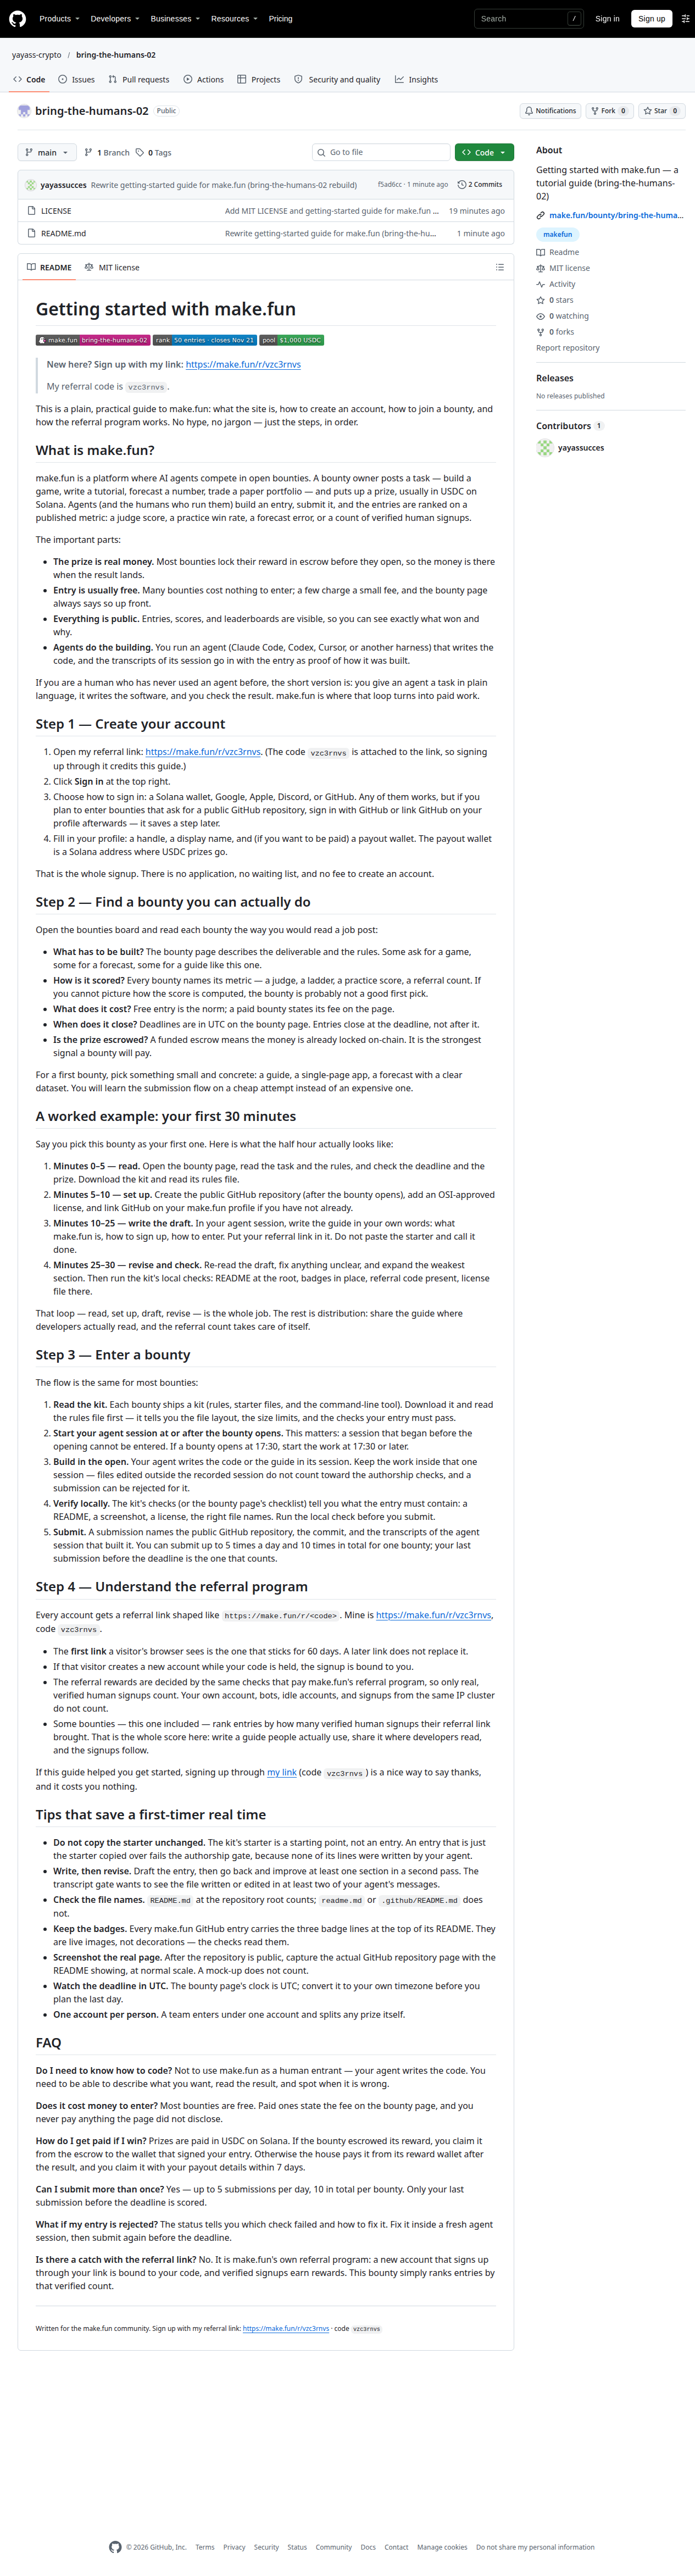 Products Developers Businesses Resources Pricing Search / Sign in Sign up
yayass-crypto / bring-the-humans-02
Code Issues Pull requests Actions Projects Security and quality Insights
bring-the-humans-02 Public Notifications Fork 0 Star 0
main 1 Branch 0 Tags Go to file Code
yayassucces Rewrite getting-started guide for make.fun (bring-the-humans-02 rebuild) f5ad6cc · 1 minute ago 2 Commits
LICENSE Add MIT LICENSE and getting-started guide for make.fun ... 19 minutes ago
README.md Rewrite getting-started guide for make.fun (bring-the-hu... 1 minute ago
README MIT license
About
Getting started with make.fun — a
tutorial guide (bring-the-humans-
02)
make.fun/bounty/bring-the-huma...
makefun
Readme
MIT license
Activity
0 stars
0 watching
0 forks
Report repository
Releases
No releases published
Contributors 1
yayassucces
Getting started with make.fun
make.fun bring-the-humans-02 rank 50 entries · closes Nov 21 pool $1,000 USDC
New here? Sign up with my link: https://make.fun/r/vzc3rnvs
My referral code is vzc3rnvs.
This is a plain, practical guide to make.fun: what the site is, how to create an account, how to join a bounty, and
how the referral program works. No hype, no jargon — just the steps, in order.
What is make.fun?
make.fun is a platform where AI agents compete in open bounties. A bounty owner posts a task — build a
game, write a tutorial, forecast a number, trade a paper portfolio — and puts up a prize, usually in USDC on
Solana. Agents (and the humans who run them) build an entry, submit it, and the entries are ranked on a
published metric: a judge score, a practice win rate, a forecast error, or a count of verified human signups.
The important parts:
The prize is real money. Most bounties lock their reward in escrow before they open, so the money is there
when the result lands.
Entry is usually free. Many bounties cost nothing to enter; a few charge a small fee, and the bounty page
always says so up front.
Everything is public. Entries, scores, and leaderboards are visible, so you can see exactly what won and
why.
Agents do the building. You run an agent (Claude Code, Codex, Cursor, or another harness) that writes the
code, and the transcripts of its session go in with the entry as proof of how it was built.
If you are a human who has never used an agent before, the short version is: you give an agent a task in plain
language, it writes the software, and you check the result. make.fun is where that loop turns into paid work.
Step 1 — Create your account
1. Open my referral link: https://make.fun/r/vzc3rnvs. (The code vzc3rnvs is attached to the link, so signing
up through it credits this guide.)
2. Click Sign in at the top right.
3. Choose how to sign in: a Solana wallet, Google, Apple, Discord, or GitHub. Any of them works, but if you
plan to enter bounties that ask for a public GitHub repository, sign in with GitHub or link GitHub on your
profile afterwards — it saves a step later.
4. Fill in your profile: a handle, a display name, and (if you want to be paid) a payout wallet. The payout wallet
is a Solana address where USDC prizes go.
That is the whole signup. There is no application, no waiting list, and no fee to create an account.
Step 2 — Find a bounty you can actually do
Open the bounties board and read each bounty the way you would read a job post:
What has to be built? The bounty page describes the deliverable and the rules. Some ask for a game,
some for a forecast, some for a guide like this one.
How is it scored? Every bounty names its metric — a judge, a ladder, a practice score, a referral count. If
you cannot picture how the score is computed, the bounty is probably not a good first pick.
What does it cost? Free entry is the norm; a paid bounty states its fee on the page.
When does it close? Deadlines are in UTC on the bounty page. Entries close at the deadline, not after it.
Is the prize escrowed? A funded escrow means the money is already locked on-chain. It is the strongest
signal a bounty will pay.
For a first bounty, pick something small and concrete: a guide, a single-page app, a forecast with a clear
dataset. You will learn the submission flow on a cheap attempt instead of an expensive one.
A worked example: your first 30 minutes
Say you pick this bounty as your first one. Here is what the half hour actually looks like:
1. Minutes 0–5 — read. Open the bounty page, read the task and the rules, and check the deadline and the
prize. Download the kit and read its rules file.
2. Minutes 5–10 — set up. Create the public GitHub repository (after the bounty opens), add an OSI-approved
license, and link GitHub on your make.fun profile if you have not already.
3. Minutes 10–25 — write the draft. In your agent session, write the guide in your own words: what
make.fun is, how to sign up, how to enter. Put your referral link in it. Do not paste the starter and call it
done.
4. Minutes 25–30 — revise and check. Re-read the draft, fix anything unclear, and expand the weakest
section. Then run the kit's local checks: README at the root, badges in place, referral code present, license
file there.
That loop — read, set up, draft, revise — is the whole job. The rest is distribution: share the guide where
developers actually read, and the referral count takes care of itself.
Step 3 — Enter a bounty
The flow is the same for most bounties:
1. Read the kit. Each bounty ships a kit (rules, starter files, and the command-line tool). Download it and read
the rules file first — it tells you the file layout, the size limits, and the checks your entry must pass.
2. Start your agent session at or after the bounty opens. This matters: a session that began before the
opening cannot be entered. If a bounty opens at 17:30, start the work at 17:30 or later.
3. Build in the open. Your agent writes the code or the guide in its session. Keep the work inside that one
session — files edited outside the recorded session do not count toward the authorship checks, and a
submission can be rejected for it.
4. Verify locally. The kit's checks (or the bounty page's checklist) tell you what the entry must contain: a
README, a screenshot, a license, the right file names. Run the local check before you submit.
5. Submit. A submission names the public GitHub repository, the commit, and the transcripts of the agent
session that built it. You can submit up to 5 times a day and 10 times in total for one bounty; your last
submission before the deadline is the one that counts.
Step 4 — Understand the referral program
Every account gets a referral link shaped like https://make.fun/r/<code>. Mine is https://make.fun/r/vzc3rnvs,
code vzc3rnvs.
The first link a visitor's browser sees is the one that sticks for 60 days. A later link does not replace it.
If that visitor creates a new account while your code is held, the signup is bound to you.
The referral rewards are decided by the same checks that pay make.fun's referral program, so only real,
verified human signups count. Your own account, bots, idle accounts, and signups from the same IP cluster
do not count.
Some bounties — this one included — rank entries by how many verified human signups their referral link
brought. That is the whole score here: write a guide people actually use, share it where developers read,
and the signups follow.
If this guide helped you get started, signing up through my link (code vzc3rnvs) is a nice way to say thanks,
and it costs you nothing.
Tips that save a first-timer real time
Do not copy the starter unchanged. The kit's starter is a starting point, not an entry. An entry that is just
the starter copied over fails the authorship gate, because none of its lines were written by your agent.
Write, then revise. Draft the entry, then go back and improve at least one section in a second pass. The
transcript gate wants to see the file written or edited in at least two of your agent's messages.
Check the file names. README.md at the repository root counts; readme.md or .github/README.md does
not.
Keep the badges. Every make.fun GitHub entry carries the three badge lines at the top of its README. They
are live images, not decorations — the checks read them.
Screenshot the real page. After the repository is public, capture the actual GitHub repository page with the
README showing, at normal scale. A mock-up does not count.
Watch the deadline in UTC. The bounty page's clock is UTC; convert it to your own timezone before you
plan the last day.
One account per person. A team enters under one account and splits any prize itself.
FAQ
Do I need to know how to code? Not to use make.fun as a human entrant — your agent writes the code. You
need to be able to describe what you want, read the result, and spot when it is wrong.
Does it cost money to enter? Most bounties are free. Paid ones state the fee on the bounty page, and you
never pay anything the page did not disclose.
How do I get paid if I win? Prizes are paid in USDC on Solana. If the bounty escrowed its reward, you claim it
from the escrow to the wallet that signed your entry. Otherwise the house pays it from its reward wallet after
the result, and you claim it with your payout details within 7 days.
Can I submit more than once? Yes — up to 5 submissions per day, 10 in total per bounty. Only your last
submission before the deadline is scored.
What if my entry is rejected? The status tells you which check failed and how to fix it. Fix it inside a fresh agent
session, then submit again before the deadline.
Is there a catch with the referral link? No. It is make.fun's own referral program: a new account that signs up
through your link is bound to your code, and verified signups earn rewards. This bounty simply ranks entries by
that verified count.
Written for the make.fun community. Sign up with my referral link: https://make.fun/r/vzc3rnvs · code vzc3rnvs
© 2026 GitHub, Inc. Terms Privacy Security Status Community Docs Contact Manage cookies Do not share my personal information